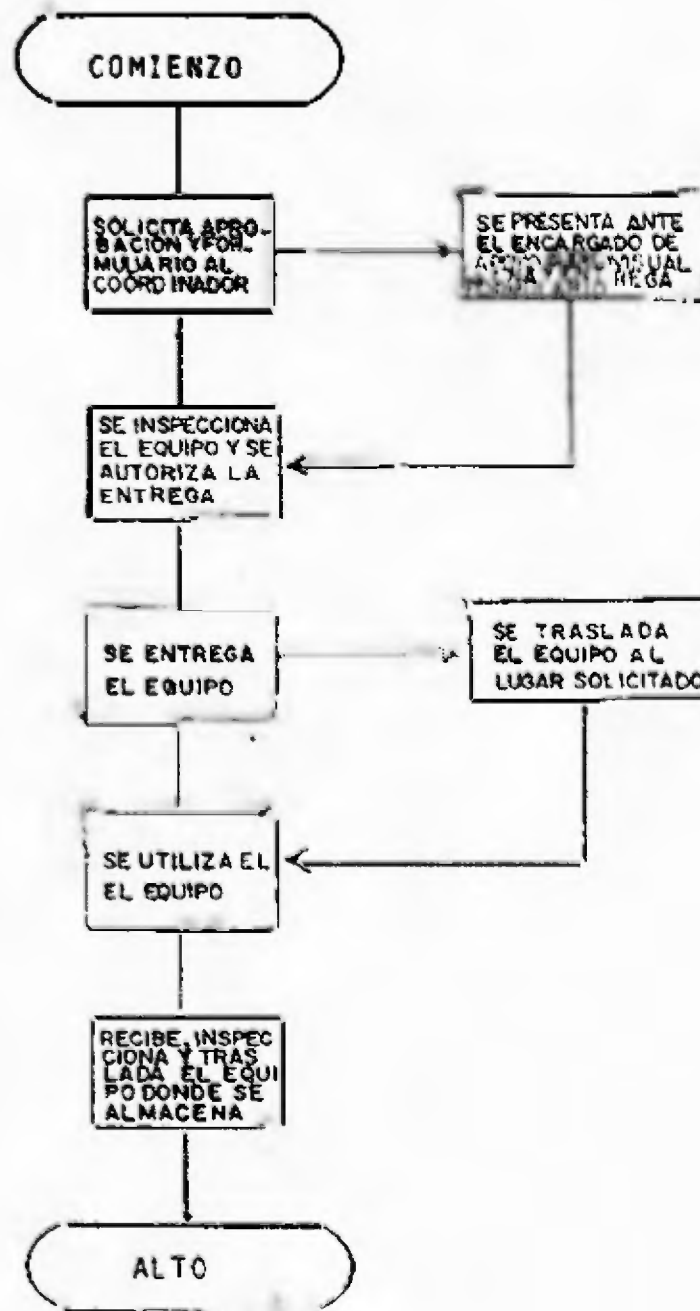 COMIENZO
SOLICITA APRO-
BACIÓN Y FOR-
MULARIO AL
COORDINADOR
SE PRESENTA ANTE
EL ENCARGADO DE
SE INSPECCIONA
EL EQUIPO Y SE
AUTORIZA LA
ENTREGA
SE ENTREGA
EL EQUIPO
SE TRASLADA
EL EQUIPO AL
LUGAR SOLICITADO
SE UTILIZA EL
EL EQUIPO
RECIBE, INSPEC
CIONA Y TRAS
LADA EL EQUI
PO DONDE SE
ALMACENA
ALTO